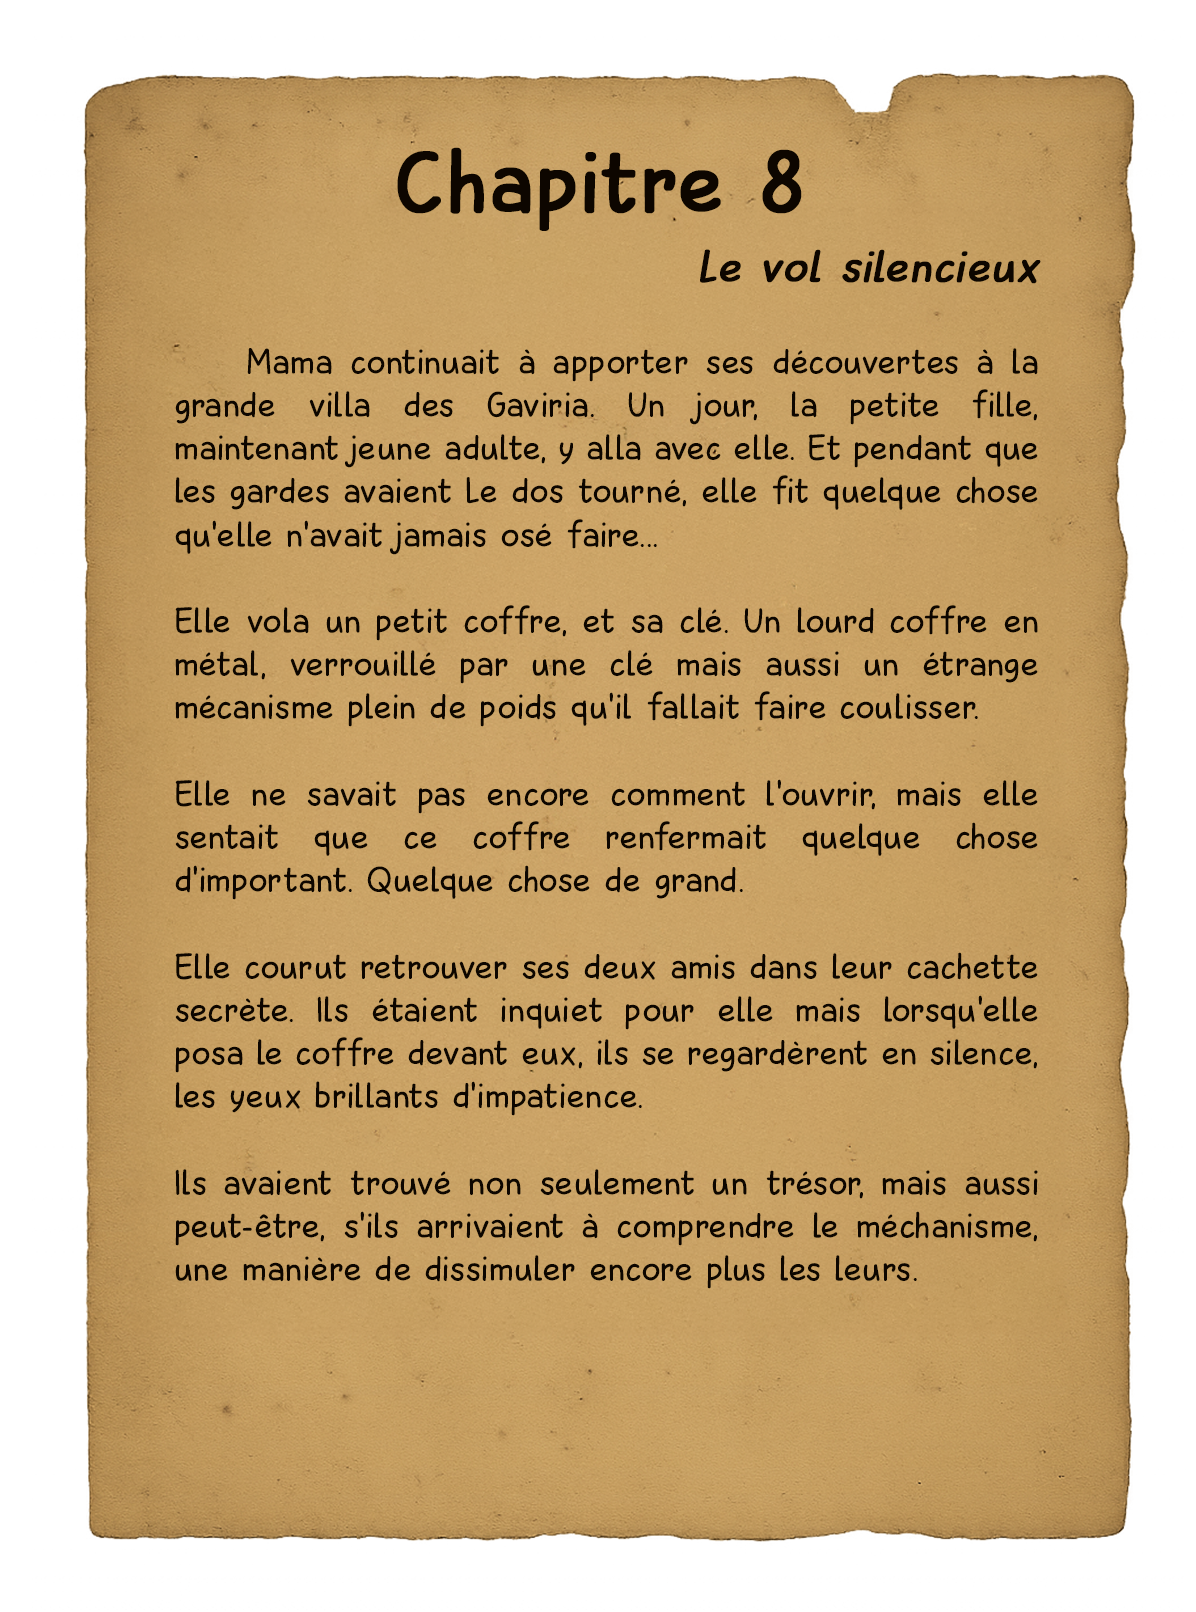 Chapitre 8
Le vol silencieux
Mama continuait à apporter ses découvertes à la
grande villa des Gaviria. Un jour, la petite fille,
maintenant jeune adulte, y alla avec elle. Et pendant que
les gardes avaient Le dos tourné, elle fit quelque chose
qu'elle n'avait jamais osé faire...
Elle vola un petit coffre, et sa clé. Un lourd coffre en
métal, verrouillé par une clé mais aussi un étrange
mécanisme plein de poids qu'il fallait faire coulisser.
Elle ne savait pas encore comment l'ouvrir, mais elle
sentait que ce coffre renfermait quelque chose
d'important. Quelque chose de grand.
Elle courut retrouver ses deux amis dans leur cachette
secrète. Ils étaient inquiet pour elle mais lorsqu'elle
posa le coffre devant eux, ils se regardèrent en silence,
les yeux brillants d'impatience.
Ils avaient trouvé non seulement un trésor, mais aussi
peut-être, s'ils arrivaient à comprendre le méchanisme,
une manière de dissimuler encore plus les leurs.